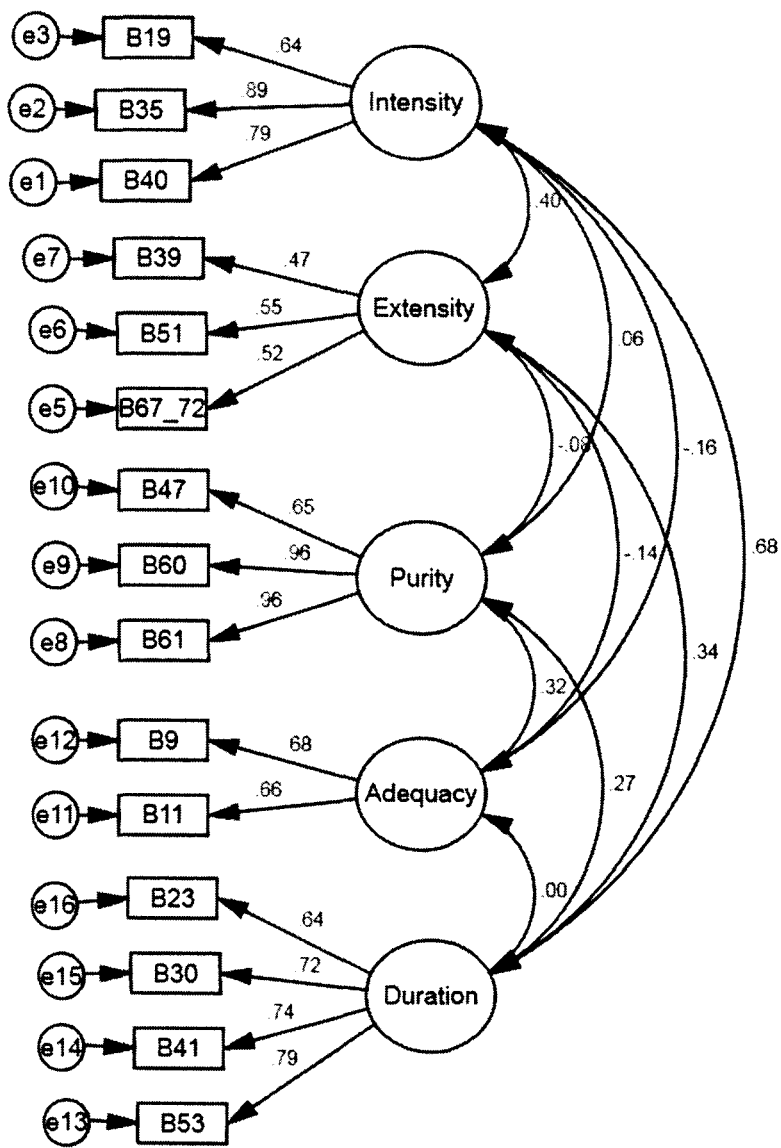 e3 B19 .64
Intensity
e2 B35 .89
e1 B40 .79
.40
e7 B39 .47
Extensity
e6 B51 .55
.06
e5 B67_72 .52
-.08
-.16
e10 B47 .65
-.14
.68
e9 B60 .96
Purity
e8 B61 .96
.34
.32
e12 B9 .68
.27
Adequacy
e11 B11 .66
.00
e16 B23 .64
e15 B30 .72
Duration
e14 B41 .74
e13 B53 .79